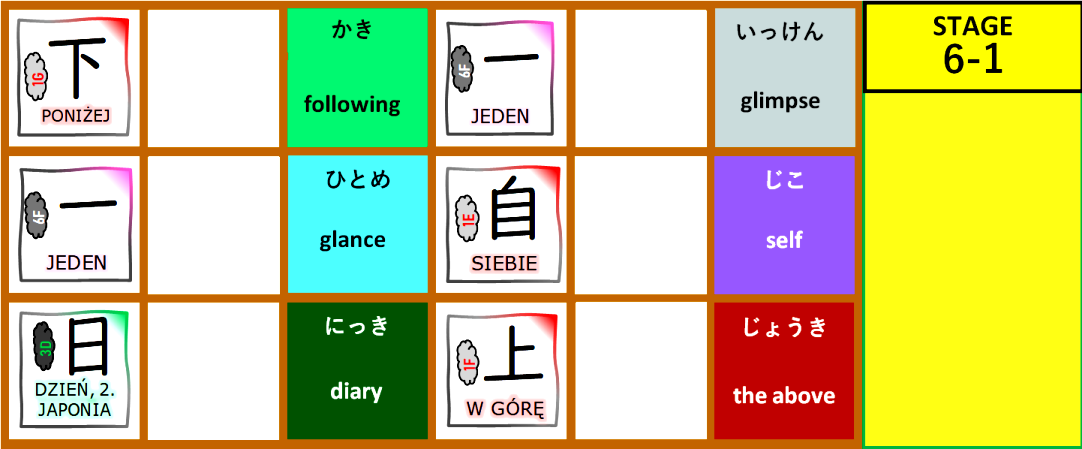 1G
下
PONIŻEJ
かき
following
6F
一
JEDEN
いっけん
glimpse
STAGE
6-1
6F
一
JEDEN
ひとめ
glance
1E
自
SIEBIE
じこ
self
3D
日
DZIEŃ, 2.
JAPONIA
にっき
diary
1F
上
W GÓRĘ
じょうき
the above